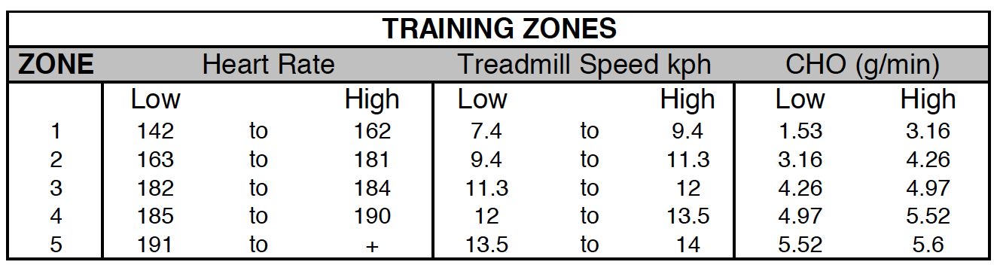 TRAINING ZONES
ZONE Heart Rate Treadmill Speed kph CHO (g/min)
Low High Low High Low High
1 142 to 162 7.4 to 9.4 1.53 3.16
2 163 to 181 9.4 to 11.3 3.16 4.26
3 182 to 184 11.3 to 12 4.26 4.97
4 185 to 190 12 to 13.5 4.97 5.52
5 191 to + 13.5 to 14 5.52 5.6